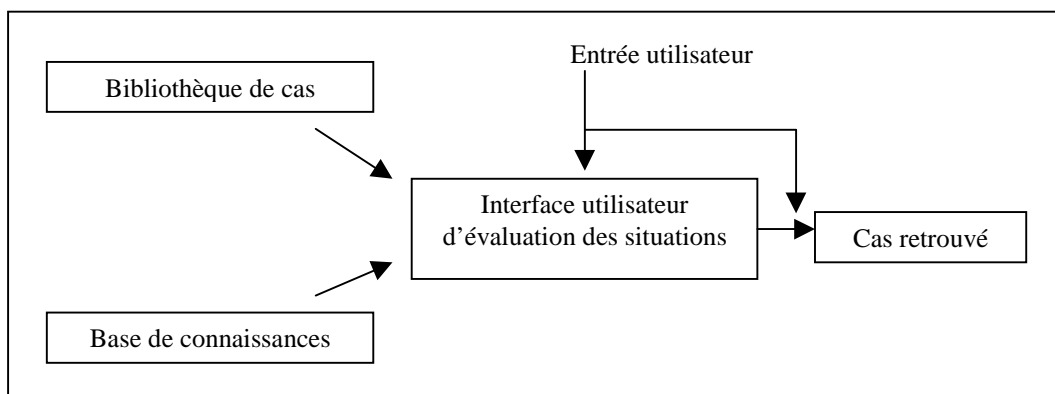 Entrée utilisateur
Bibliothèque de cas
Interface utilisateur
d’évaluation des situations
Cas retrouvé
Base de connaissances